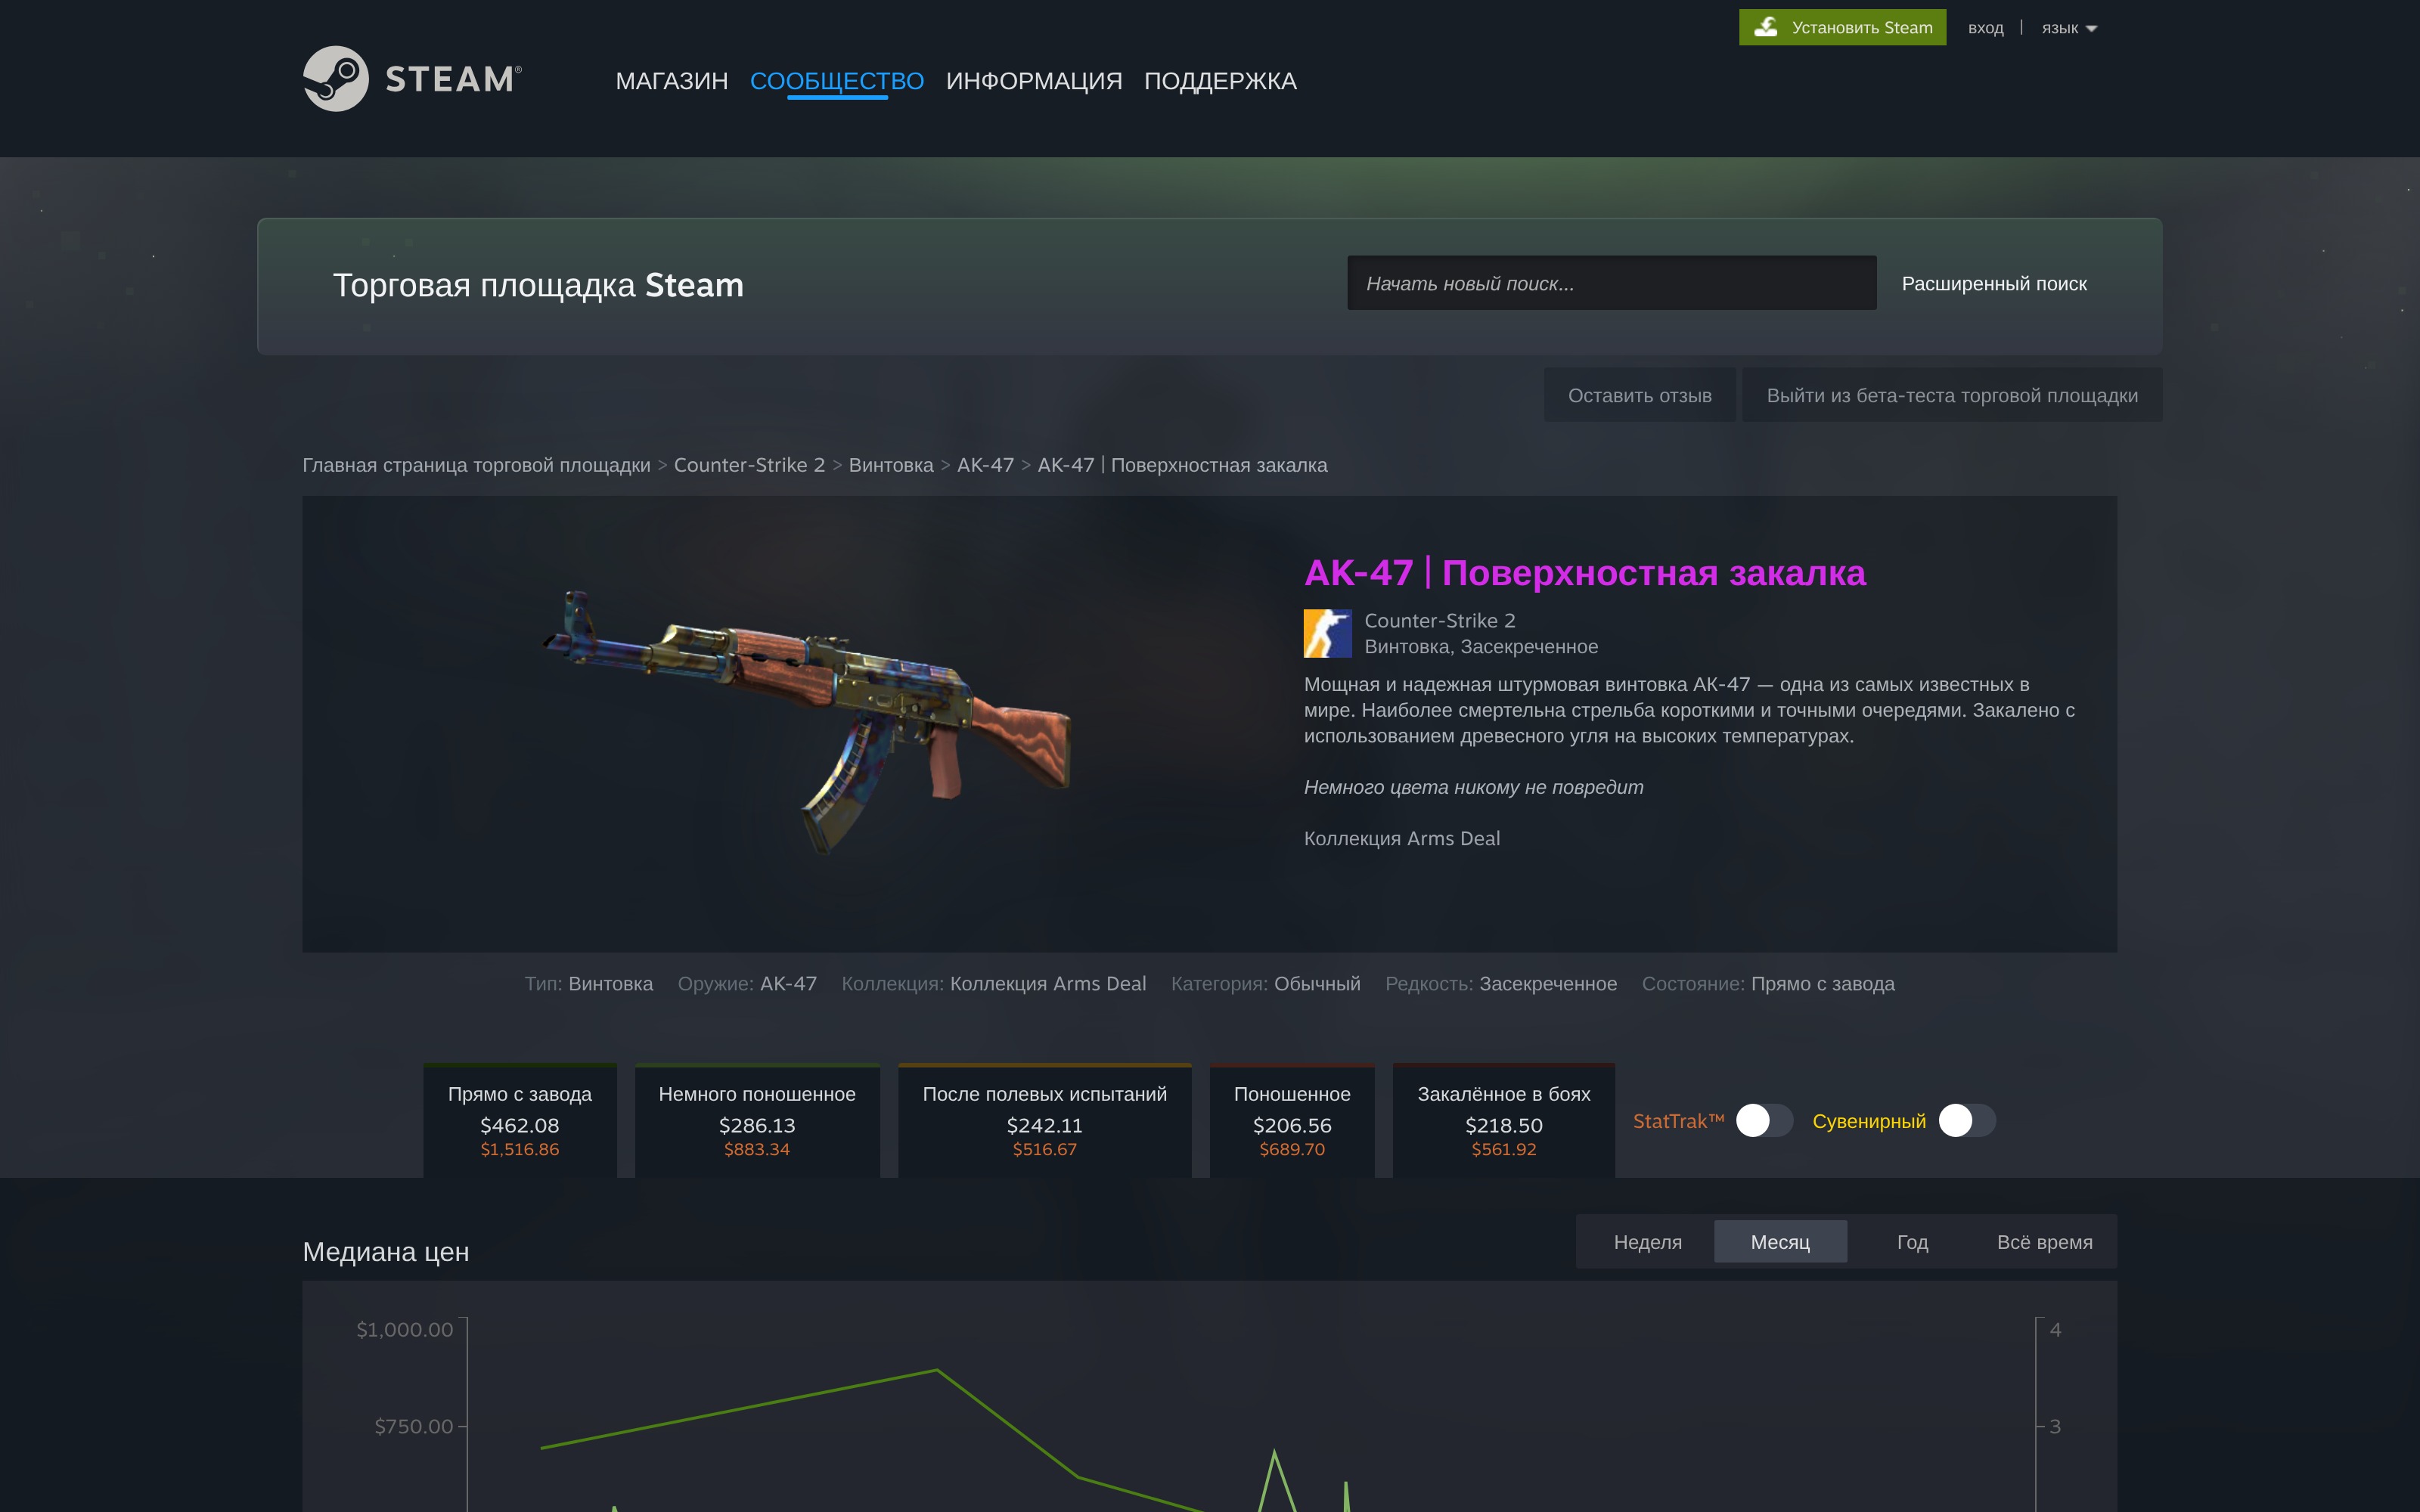 Установить Steam
вход | язык
STEAM®
МАГАЗИН СООБЩЕСТВО ИНФОРМАЦИЯ ПОДДЕРЖКА
Торговая площадка Steam
Начать новый поиск...
Расширенный поиск
Оставить отзыв
Выйти из бета-теста торговой площадки
Главная страница торговой площадки > Counter-Strike 2 > Винтовка > AK-47 > AK-47 | Поверхностная закалка
AK-47 | Поверхностная закалка
Counter-Strike 2
Винтовка, Засекреченное
Мощная и надежная штурмовая винтовка AK-47 — одна из самых известных в
мире. Наиболее смертельна стрельба короткими и точными очередями. Закалено с
использованием древесного угля на высоких температурах.
Немного цвета никому не повредит
Коллекция Arms Deal
Тип: Винтовка Оружие: AK-47 Коллекция: Коллекция Arms Deal Категория: Обычный Редкость: Засекреченное Состояние: Прямо с завода
Прямо с завода
$462.08
$1,516.86
Немного поношенное
$286.13
$883.34
После полевых испытаний
$242.11
$516.67
Поношенное
$206.56
$689.70
Закалённое в боях
$218.50
$561.92
StatTrak™
Сувенирный
Медиана цен
Неделя Месяц Год Всё время
$1,000.00
4
$750.00
3